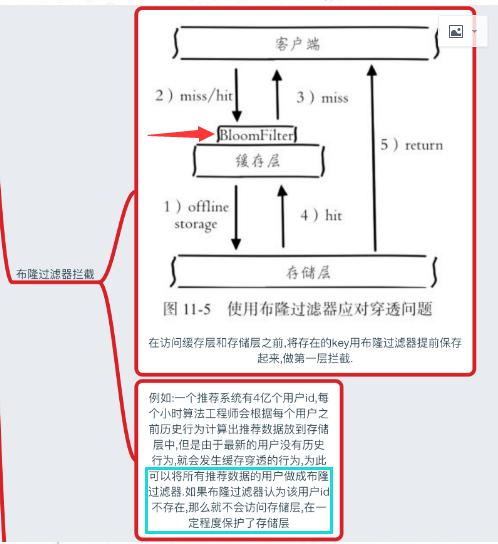 客户端
2）miss/hit
3）miss
BloomFilter
缓存层
5）return
1）offline
storage
4）hit
存储层
图 11-5 使用布隆过滤器应对穿透问题
在访问缓存层和存储层之前,将存在的key用布隆过滤器提前保存
起来,做第一层拦截.
布隆过滤器拦截
例如:一个推荐系统有4亿个用户id,每
个小时算法工程师会根据每个用户之
前历史行为计算出推荐数据放到存储
层中,但是由于最新的用户没有历史
行为,就会发生缓存穿透的行为,为此
可以将所有推荐数据的用户做成布隆
过滤器.如果布隆过滤器认为该用户id
不存在,那么就不会访问存储层,在一
定程度保护了存储层